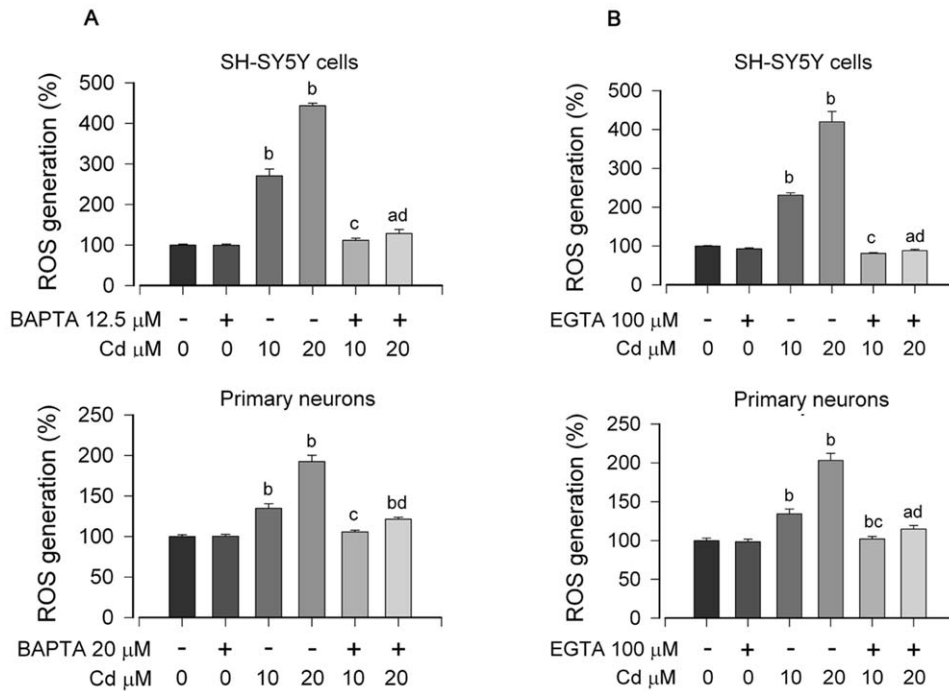 A
SH-SY5Y cells
ROS generation (%)
500
400
300
200
100
0
b
b
c
ad
BAPTA 12.5 μM - + - - + +
Cd μM 0 0 10 20 10 20
Primary neurons
ROS generation (%)
250
200
150
100
50
0
b
b
c
bd
BAPTA 20 μM - + - - + +
Cd μM 0 0 10 20 10 20
B
SH-SY5Y cells
ROS generation (%)
500
400
300
200
100
0
b
b
c
ad
EGTA 100 μM - + - - + +
Cd μM 0 0 10 20 10 20
Primary neurons
ROS generation (%)
250
200
150
100
50
0
b
b
bc
ad
EGTA 100 μM - + - - + +
Cd μM 0 0 10 20 10 20